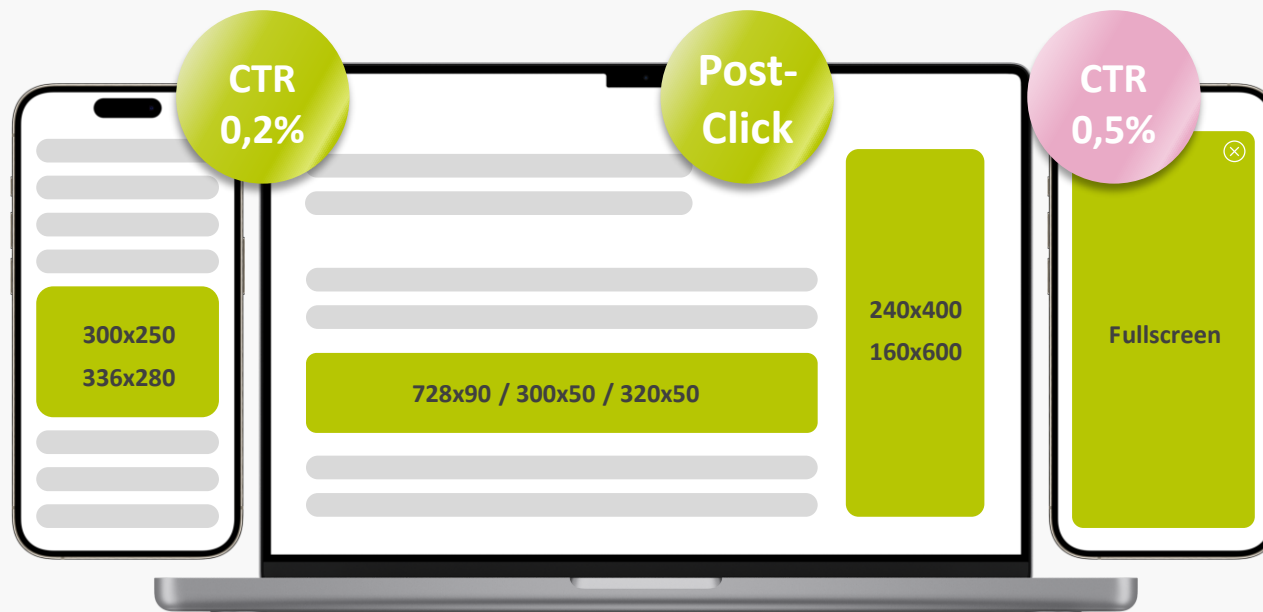 CTR
0,2%
Post-
Click
CTR
0,5%
300x250
336x280
728x90 / 300x50 / 320x50
240x400
160x600
Fullscreen